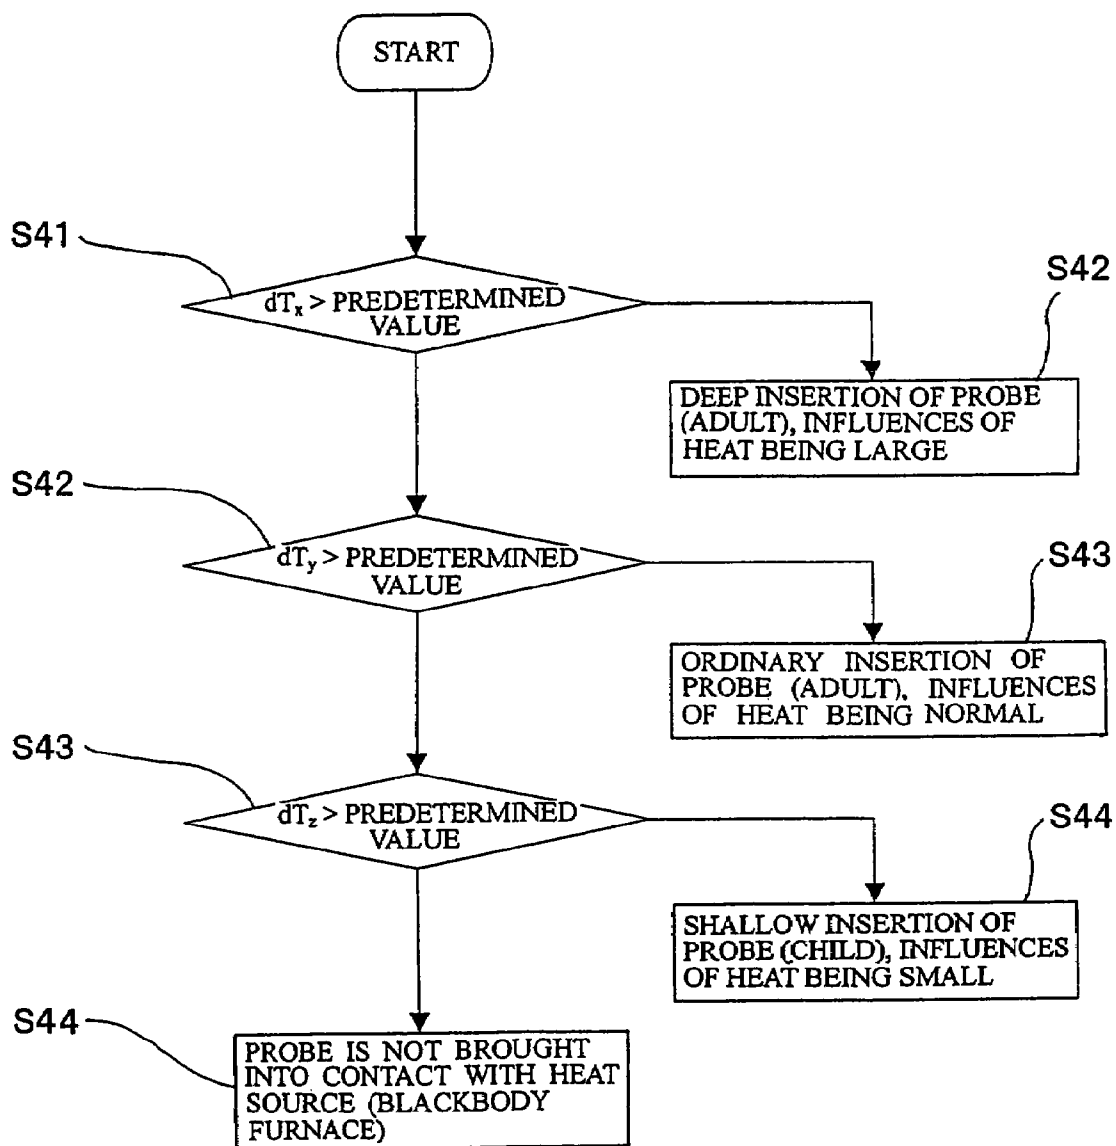 START
S41
dTx > PREDETERMINED
VALUE
S42
DEEP INSERTION OF PROBE
(ADULT), INFLUENCES OF
HEAT BEING LARGE
S42
dTy > PREDETERMINED
VALUE
S43
ORDINARY INSERTION OF
PROBE (ADULT), INFLUENCES
OF HEAT BEING NORMAL
S43
dTz > PREDETERMINED
VALUE
S44
SHALLOW INSERTION OF
PROBE (CHILD), INFLUENCES
OF HEAT BEING SMALL
S44
PROBE IS NOT BROUGHT
INTO CONTACT WITH HEAT
SOURCE (BLACKBODY
FURNACE)